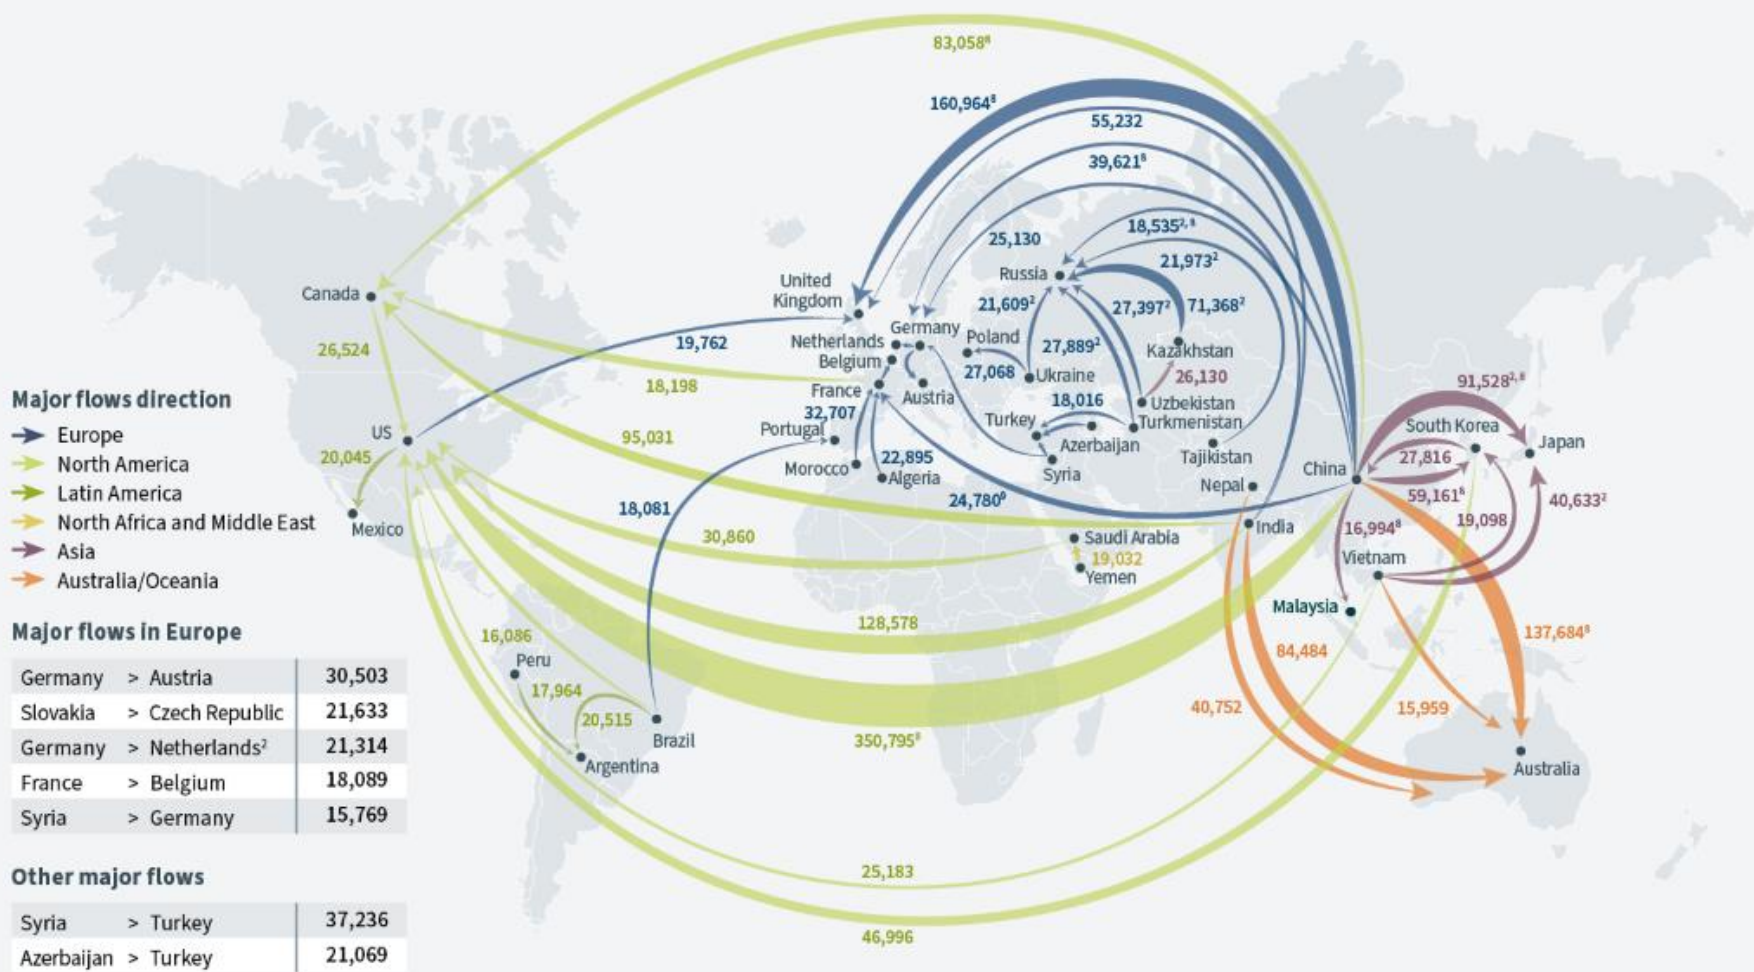 83,058⁸
160,964⁸
55,232
39,621⁸
18,535²,⁸
25,130
21,973²
Russia
United
Kingdom
Canada
21,609²
27,397²
71,368²
Germany
Poland
Netherlands
19,762
27,889²
Kazakhstan
26,524
Belgium
27,068
Ukraine
26,130
18,198
France
Austria
91,528²,⁸
Major flows direction
Europe
North America
Latin America
North Africa and Middle East
Asia
Australia/Oceania
18,016
Uzbekistan
32,707
Turkey
Turkmenistan
Portugal
US
95,031
Azerbaijan
South Korea
Japan
20,045
22,895
Tajikistan
27,816
Morocco
Algeria
Syria
China
Nepal
59,161⁸
40,633²
18,081
24,780
19,098
Mexico
India
16,994⁸
30,860
Saudi Arabia
19,032
Vietnam
Yemen
Malaysia
128,578
137,684⁸
16,086
84,484
Peru
17,964
20,515
40,752
15,959
Brazil
350,795
Argentina
Australia
25,183
46,996
Major flows in Europe
Germany > Austria 30,503
Slovakia > Czech Republic 21,633
Germany > Netherlands² 21,314
France > Belgium 18,089
Syria > Germany 15,769
Other major flows
Syria > Turkey 37,236
Azerbaijan > Turkey 21,069